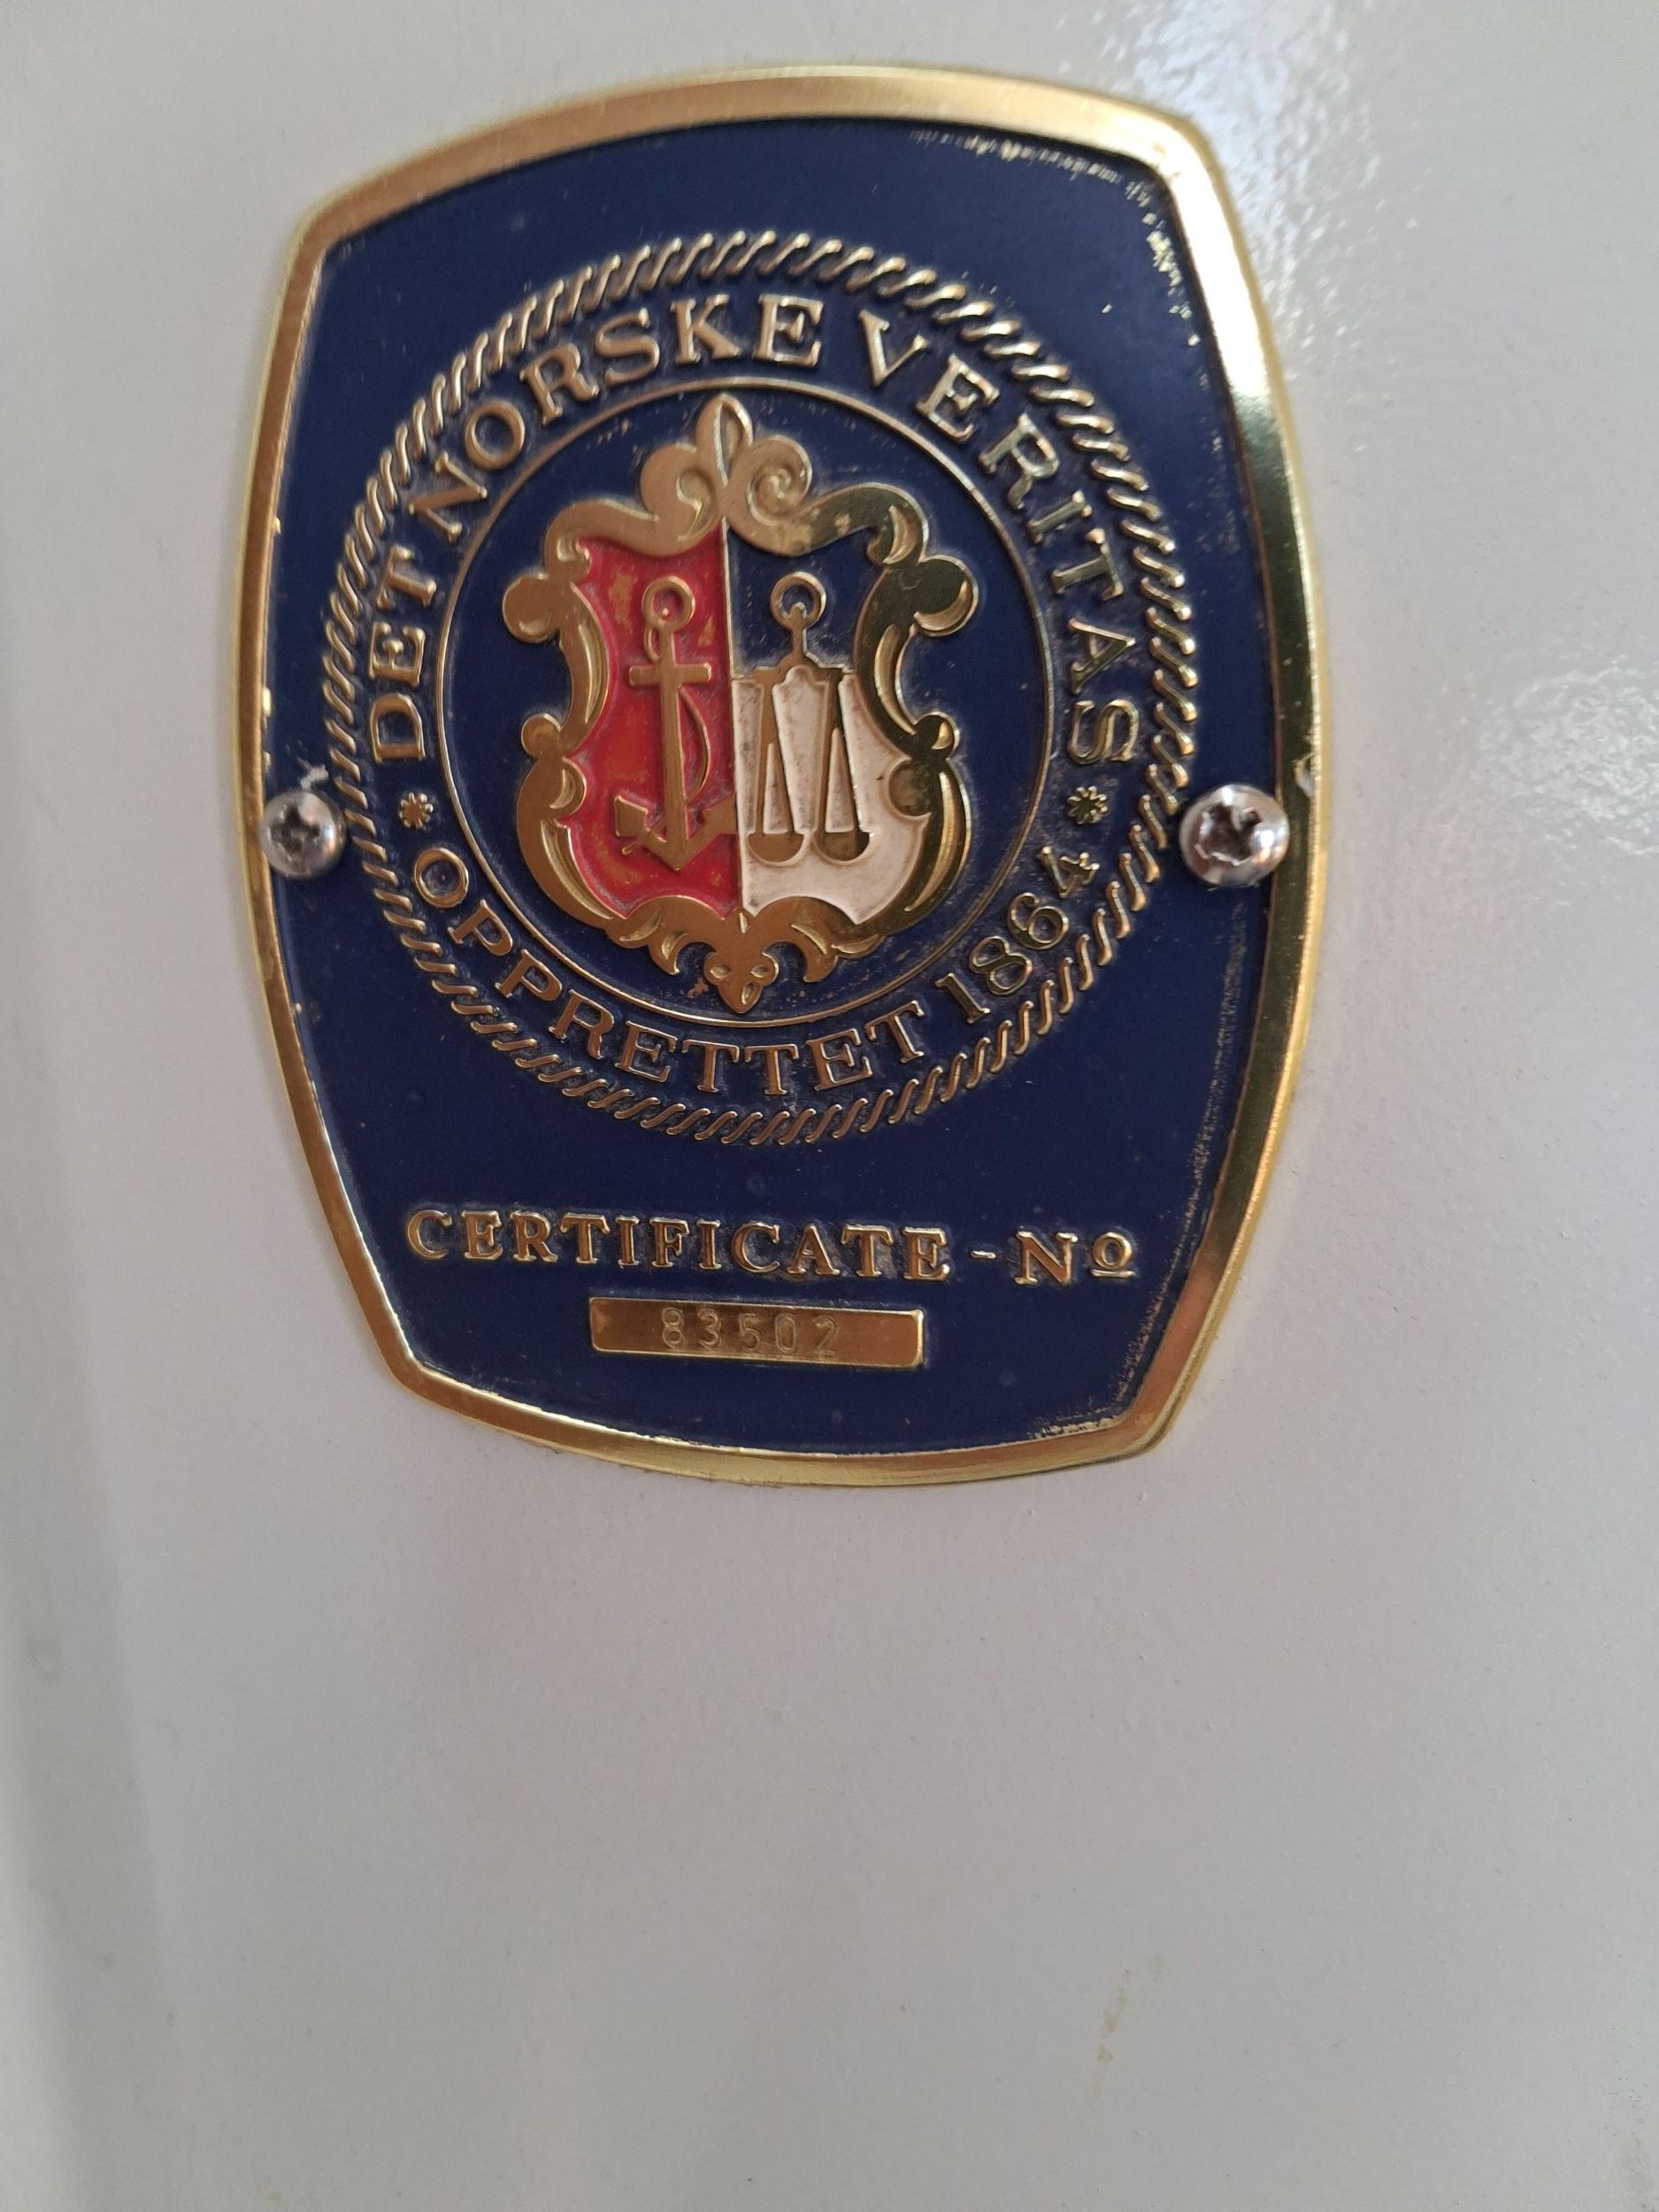 DET NORSKE VERITAS
OPPRETTET 1864
CERTIFICATE - Nº
83502